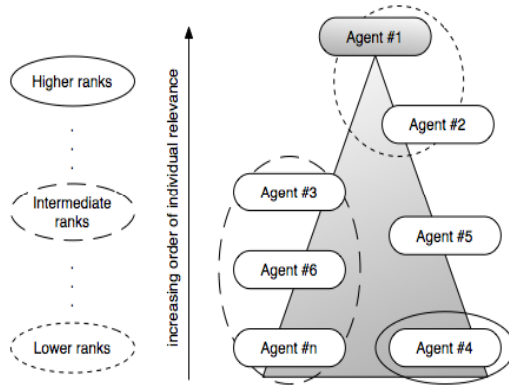 Agent #1
Higher ranks
Agent #2
Agent #3
Intermediate
ranks
Agent #5
Agent #6
Lower ranks
Agent #n
Agent #4
increasing order of individual relevance